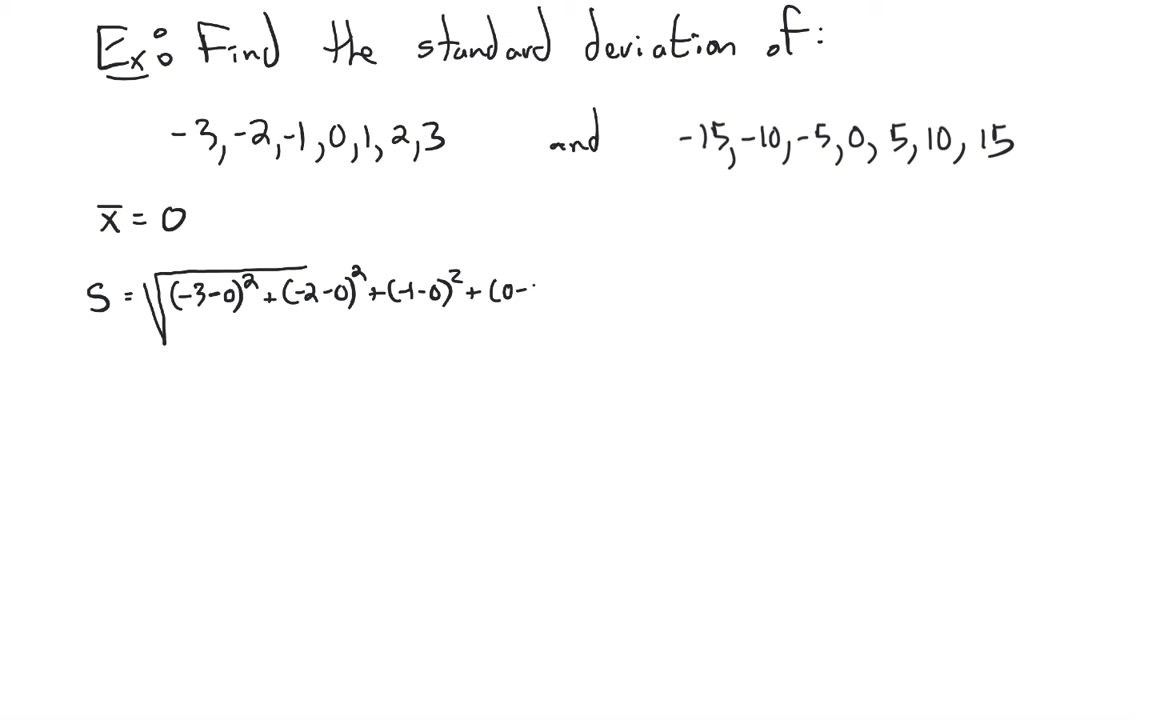 Ex: Find the standard deviation of:
-3, -2, -1, 0, 1, 2, 3 and -15, -10, -5, 0, 5, 10, 15
x̅ = 0
S = √(-3-0)² + (-2-0)² + (-1-0)² + (0-